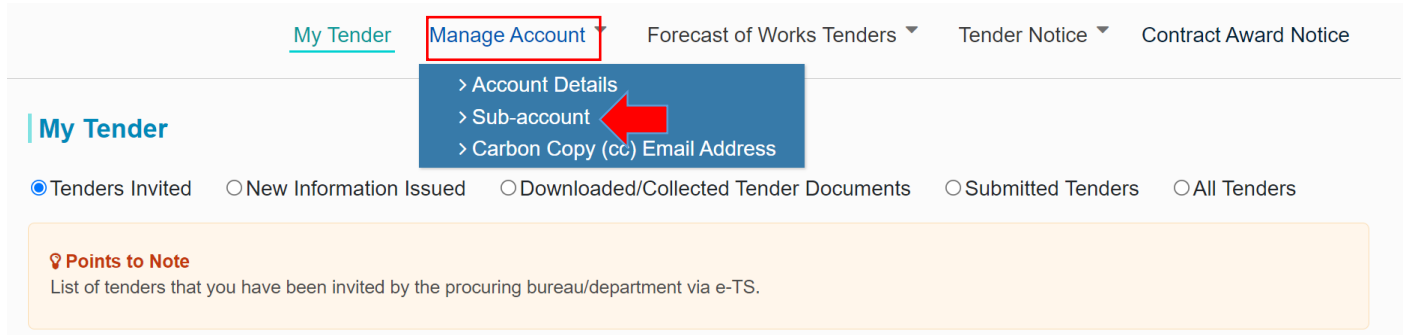 My Tender Manage Account Forecast of Works Tenders Tender Notice Contract Award Notice
> Account Details
> Sub-account
> Carbon Copy (cc) Email Address
My Tender
Tenders Invited New Information Issued Downloaded/Collected Tender Documents Submitted Tenders All Tenders
Points to Note
List of tenders that you have been invited by the procuring bureau/department via e-TS.